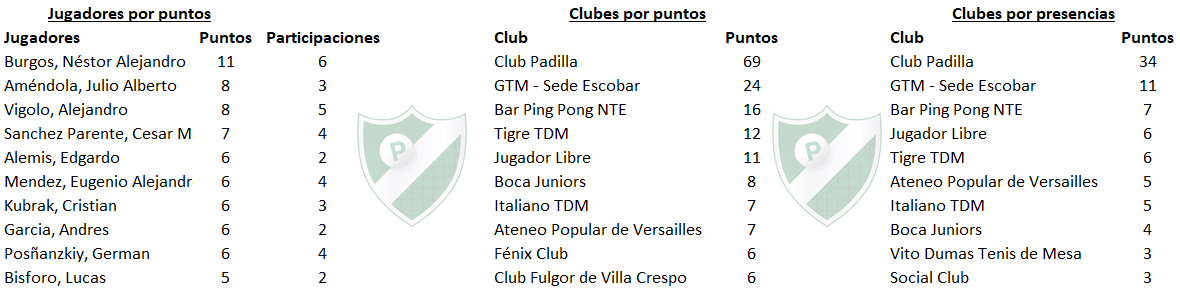 Jugadores por puntos Clubes por puntos Clubes por presencias
Jugadores Puntos Participaciones Club Puntos Club Puntos
Burgos, Néstor Alejandro 11 6 Club Padilla 69 Club Padilla 34
Améndola, Julio Alberto 8 3 GTM - Sede Escobar 24 GTM - Sede Escobar 11
Vigolo, Alejandro 8 5 Bar Ping Pong NTE 16 Bar Ping Pong NTE 7
Sanchez Parente, Cesar M 7 4 Tigre TDM 12 Jugador Libre 6
Alemis, Edgardo 6 2 Jugador Libre 11 Tigre TDM 6
Mendez, Eugenio Alejandr 6 4 Boca Juniors 8 Ateneo Popular de Versailles 5
Kubrak, Cristian 6 3 Italiano TDM 7 Italiano TDM 5
Garcia, Andres 6 2 Ateneo Popular de Versailles 7 Boca Juniors 4
Posñanzkiy, German 6 4 Fénix Club 6 Vito Dumas Tenis de Mesa 3
Bisforo, Lucas 5 2 Club Fulgor de Villa Crespo 6 Social Club 3
P P